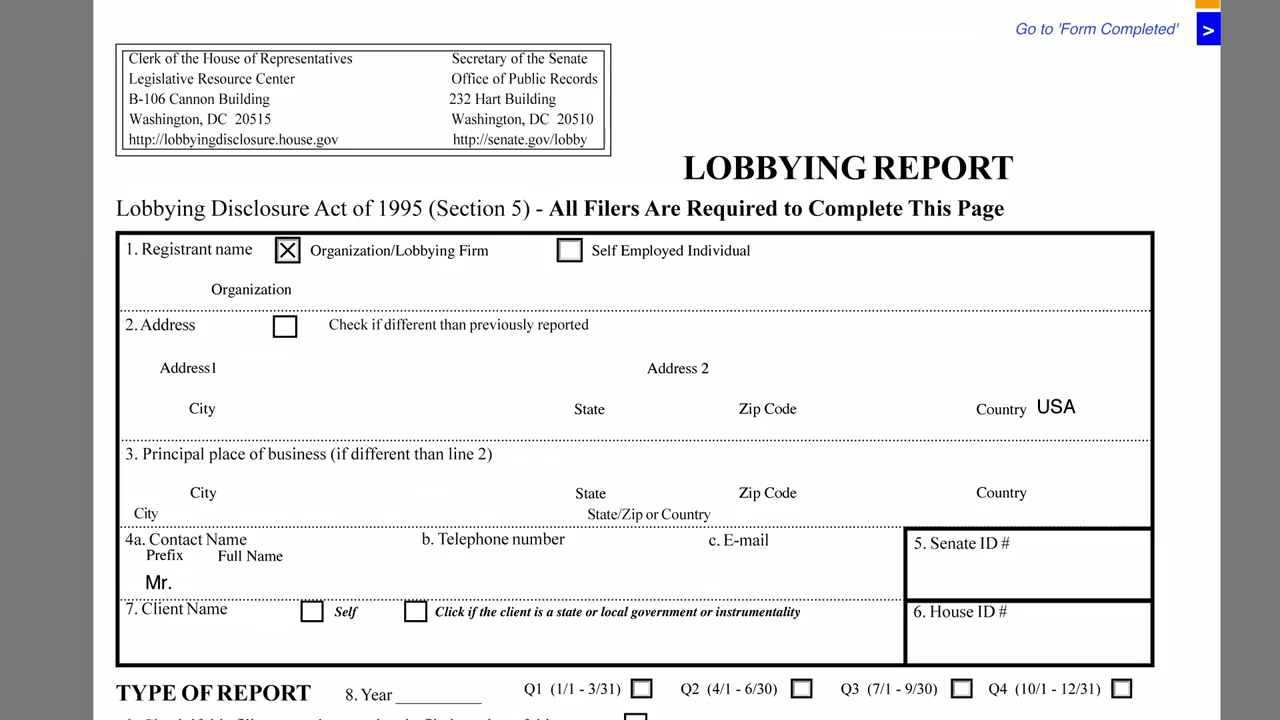 Go to 'Form Completed' >
Clerk of the House of Representatives Secretary of the Senate
Legislative Resource Center Office of Public Records
B-106 Cannon Building 232 Hart Building
Washington, DC 20515 Washington, DC 20510
http://lobbyingdisclosure.house.gov http://senate.gov/lobby
LOBBYING REPORT
Lobbying Disclosure Act of 1995 (Section 5) - All Filers Are Required to Complete This Page
1. Registrant name Organization/Lobbying Firm Self Employed Individual
Organization
2. Address Check if different than previously reported
Address1 Address 2
City State Zip Code Country USA
3. Principal place of business (if different than line 2)
City State Zip Code Country
City State/Zip or Country
4a. Contact Name b. Telephone number c. E-mail 5. Senate ID #
Prefix Full Name
Mr.
7. Client Name Self Click if the client is a state or local government or instrumentality 6. House ID #
TYPE OF REPORT 8. Year __________ Q1 (1/1 - 3/31) Q2 (4/1 - 6/30) Q3 (7/1 - 9/30) Q4 (10/1 - 12/31)